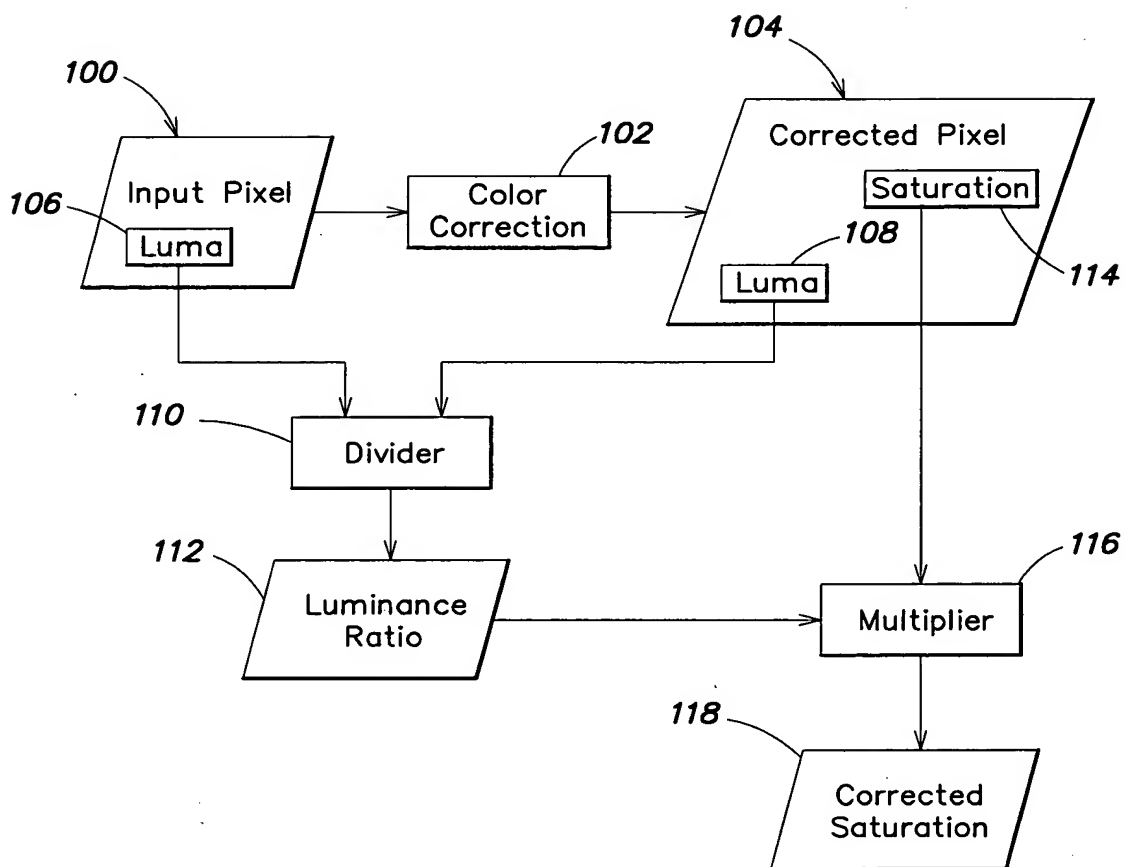 104
100
102
Corrected Pixel
Input Pixel
Color
Correction
Saturation
106
Luma
108
Luma
114
110
Divider
112
116
Luminance
Ratio
Multiplier
118
Corrected
Saturation